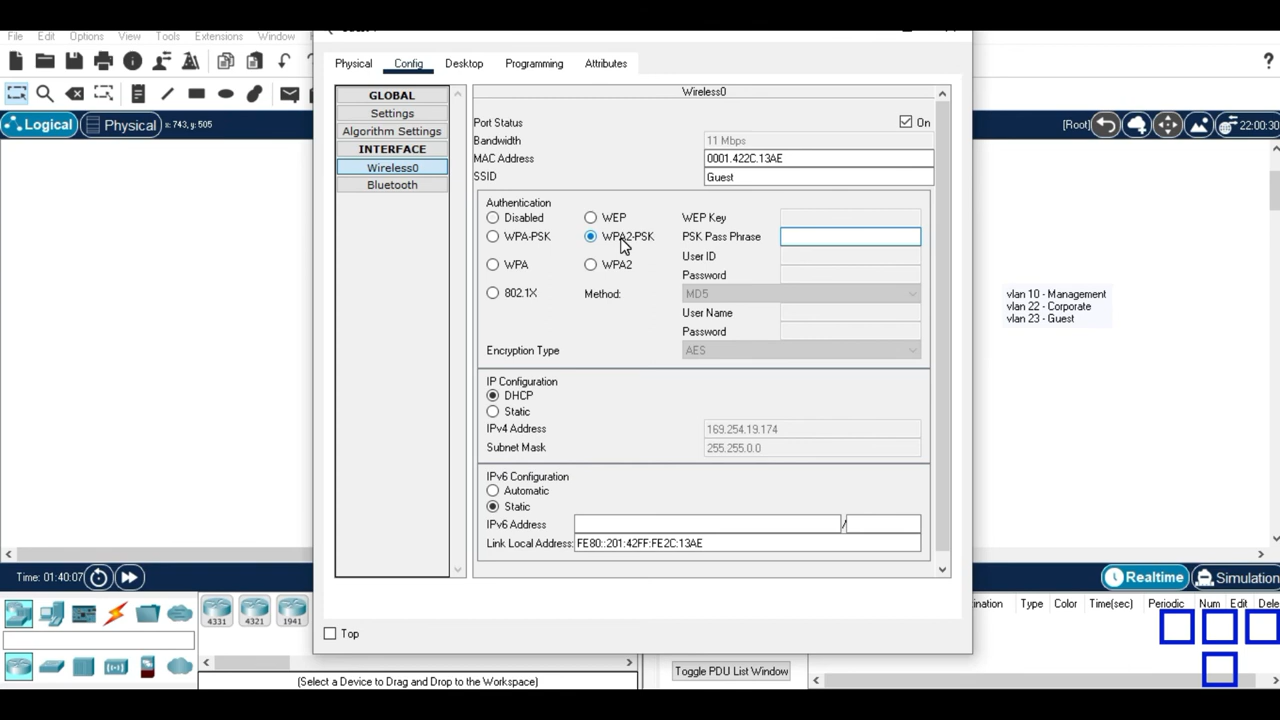 File Edit Options View Tools Extensions Window
Physical Config Desktop Programming Attributes
?
Logical Physical x: 743, y: 505
[Root] 22:00:30
GLOBAL
Settings
Algorithm Settings
INTERFACE
Wireless0
Bluetooth
Wireless0
Port Status On
Bandwidth 11 Mbps
MAC Address 0001.422C.13AE
SSID Guest
Authentication
Disabled WEP WEP Key
WPA-PSK WPA2-PSK PSK Pass Phrase
User ID
WPA WPA2
Password
802.1X Method: MD5
User Name
Password
Encryption Type AES
IP Configuration
DHCP
Static
IPv4 Address 169.254.19.174
Subnet Mask 255.255.0.0
IPv6 Configuration
Automatic
Static
IPv6 Address /
Link Local Address: FE80::201:42FF:FE2C:13AE
Top
vlan 10 - Management
vlan 22 - Corporate
vlan 23 - Guest
Time: 01:40:07
Realtime Simulation
4331 4321 1941
(Select a Device to Drag and Drop to the Workspace)
Toggle PDU List Window
ination Type Color Time(sec) Periodic Num Edit Dele